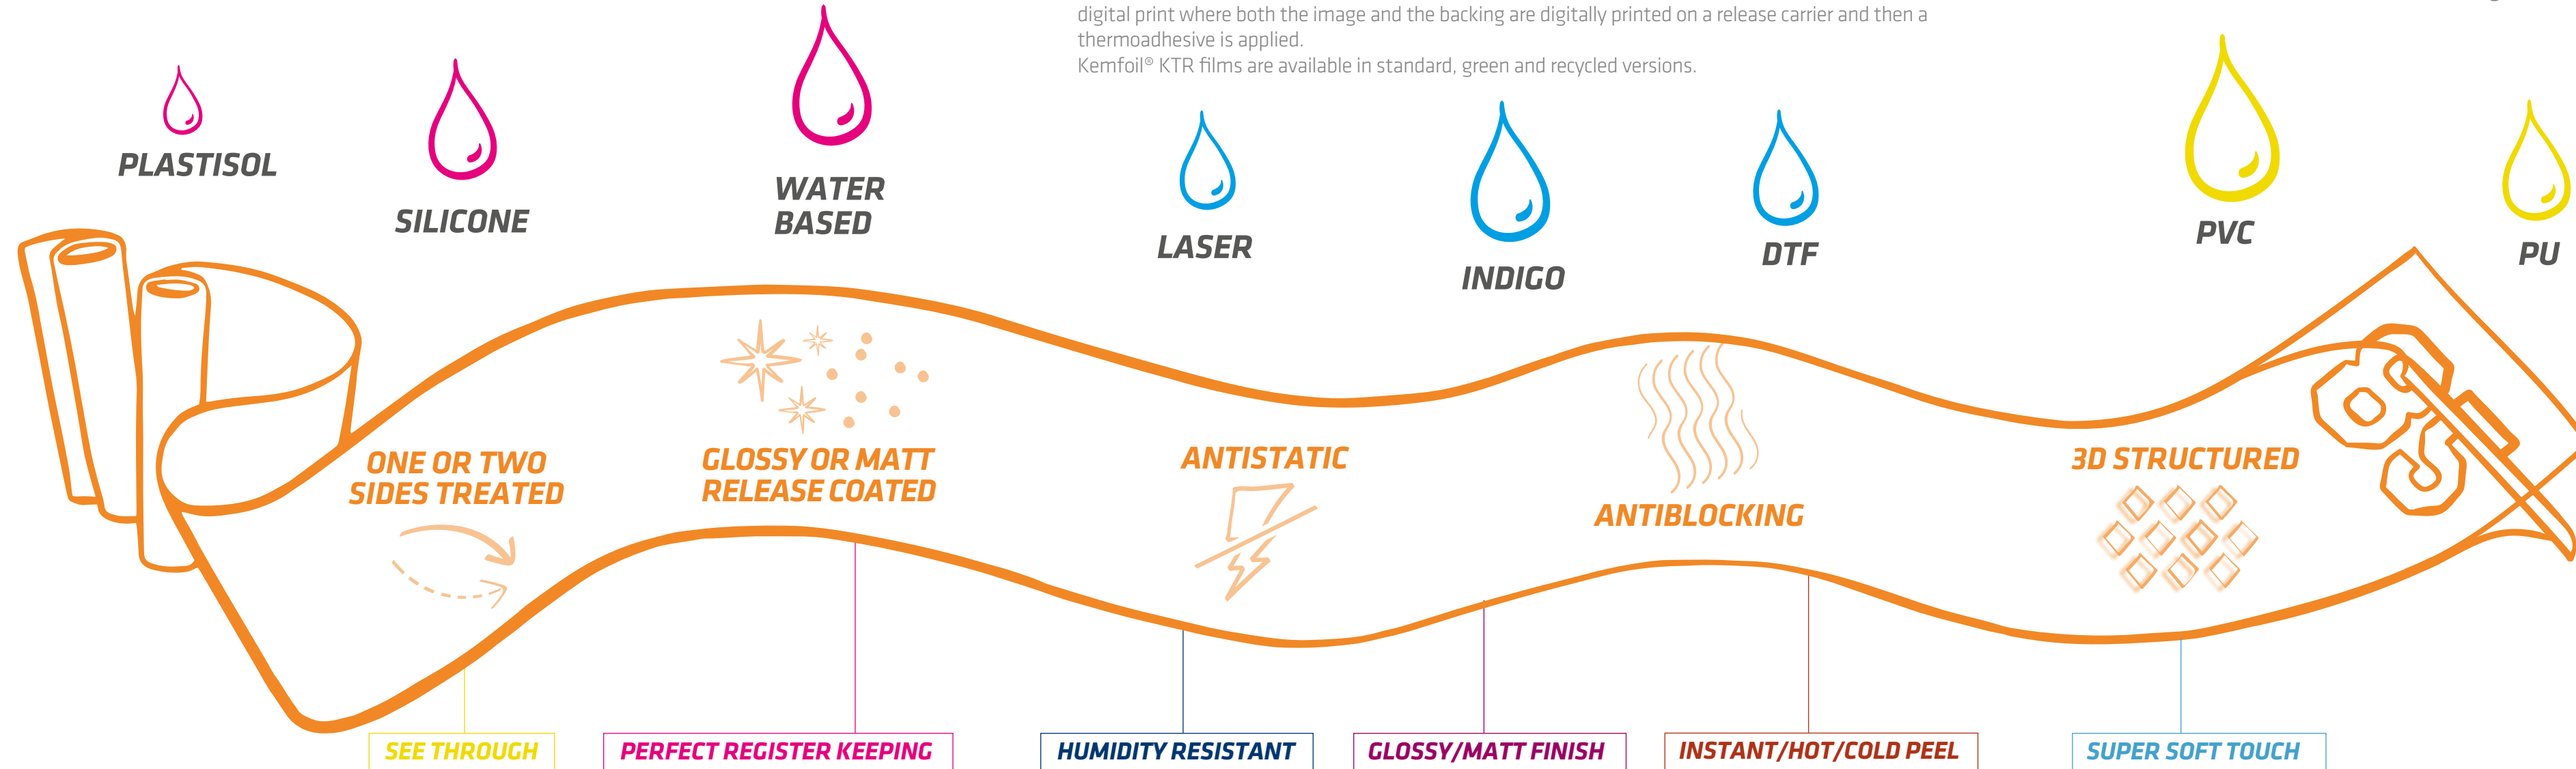 digital print where both the image and the backing are digitally printed on a release carrier and then a
thermoadhesive is applied.
Kemfoil® KTR films are available in standard, green and recycled versions.
PLASTISOL
SILICONE
WATER
BASED
LASER
INDIGO
DTF
PVC
PU
ONE OR TWO
SIDES TREATED
GLOSSY OR MATT
RELEASE COATED
ANTISTATIC
ANTIBLOCKING
3D STRUCTURED
SEE THROUGH
PERFECT REGISTER KEEPING
HUMIDITY RESISTANT
GLOSSY/MATT FINISH
INSTANT/HOT/COLD PEEL
SUPER SOFT TOUCH